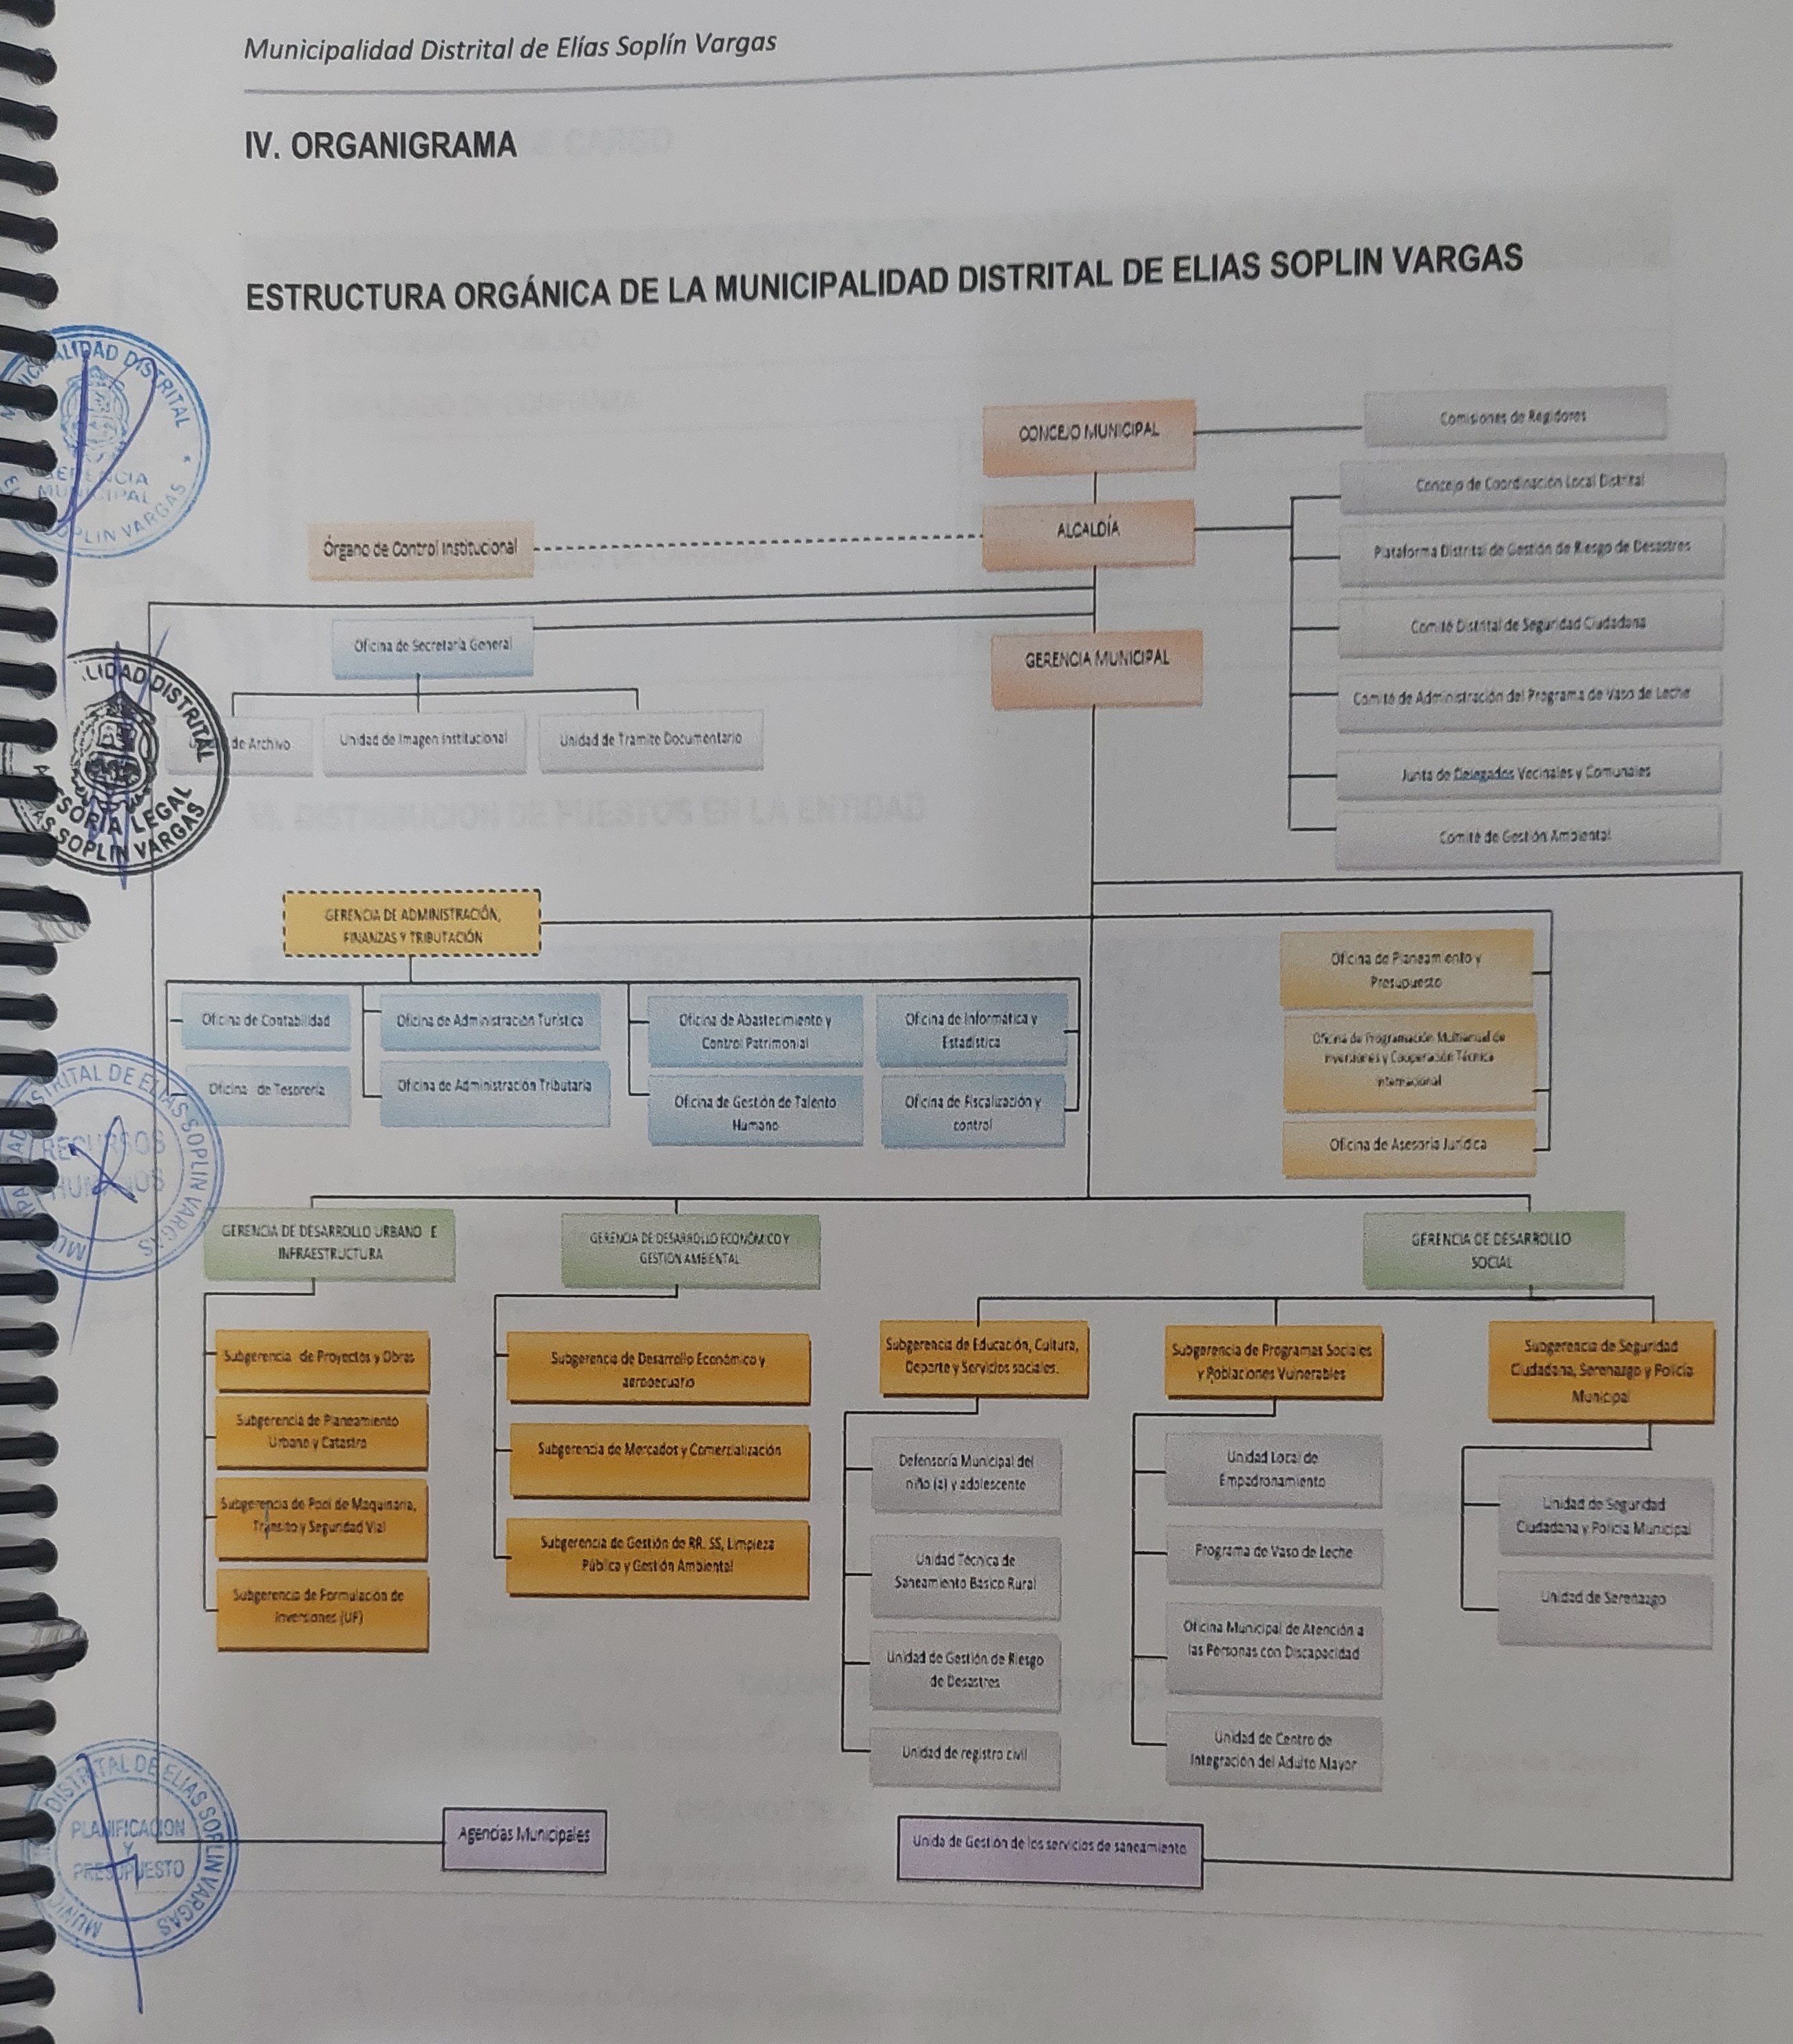 Municipalidad Distrital de Elías Soplín Vargas
IV. ORGANIGRAMA
ESTRUCTURA ORGÁNICA DE LA MUNICIPALIDAD DISTRITAL DE ELIAS SOPLIN VARGAS
CONCEJO MUNICIPAL
Comisiones de Regidores
Concejo de Coordinación Local Distrital
ALCALDÍA
Órgano de Control Institucional
Plataforma Distrital de Gestión de Riesgo de Desastres
Comité Distrital de Seguridad Ciudadana
Oficina de Secretaría General
GERENCIA MUNICIPAL
Comité de Administración del Programa de Vaso de Leche
de Archivo
Unidad de Imagen Institucional
Unidad de Tramite Documentario
Junta de Delegados Vecinales y Comunales
Comité de Gestión Ambiental
GERENCIA DE ADMINISTRACIÓN,
FINANZAS Y TRIBUTACIÓN
Oficina de Planeamiento y
Presupuesto
Oficina de Contabilidad
Oficina de Administración Turística
Oficina de Abastecimiento y
Control Patrimonial
Oficina de Informática y
Estadística
Oficina de Programación Multianual de
Inversiones y Cooperación Técnica
Internacional
Oficina de Tesorería
Oficina de Administración Tributaria
Oficina de Gestión de Talento
Humano
Oficina de Fiscalización y
control
Oficina de Asesoría Jurídica
GERENCIA DE DESARROLLO URBANO E
INFRAESTRUCTURA
GERENCIA DE DESARROLLO ECONÓMICO Y
GESTION AMBIENTAL
GERENCIA DE DESARROLLO
SOCIAL
Subgerencia de Proyectos y Obras
Subgerencia de Planeamiento
Urbano y Catastro
Subgerencia de Pool de Maquinaria,
Tránsito y Seguridad Vial
Subgerencia de Formulación de
Inversiones (UF)
Subgerencia de Desarrollo Económico y
Subgerencia de Mercados y Comercialización
Subgerencia de Gestión de RR. SS, Limpieza
Pública y Gestión Ambiental
Subgerencia de Educación, Cultura,
Deporte y Servicios sociales.
Defensoría Municipal del
niño (a) y adolescente
Unidad Técnica de
Saneamiento Básico Rural
Unidad de Gestión de Riesgo
de Desastres
Unidad de registro civil
Subgerencia de Programas Sociales
y Poblaciones Vulnerables
Unidad Local de
Empadronamiento
Programa de Vaso de Leche
Oficina Municipal de Atención a
las Personas con Discapacidad
Unidad de Centro de
Integración del Adulto Mayor
Subgerencia de Seguridad
Ciudadana, Serenazgo y Policía
Municipal
Unidad de Seguridad
Ciudadana y Policía Municipal
Unidad de Serenazgo
Agencias Municipales
Unida de Gestión de los servicios de saneamiento
DISTRITAL
GERENCIA
MUNICIPAL
SOPLIN VARGAS
DISTRITAL
LEGAL
SOPLIN VARGAS
DE ELIAS SOPLIN VARGAS
RECURSOS
HUMANOS
DISTRITAL DE ELIAS SOPLIN VARGAS
PLANIFICACION
Y
PRESUPUESTO